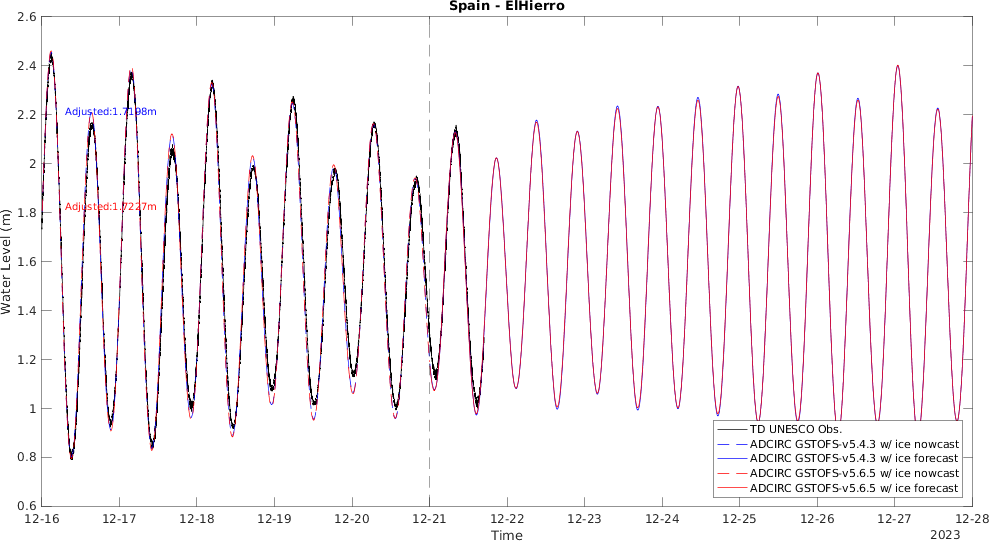 Spain - ElHierro
2.6
2.4
2.2
2
1.8
1.6
1.4
1.2
1
0.8
0.6
Water Level (m)
Adjusted:1.7198m
Adjusted:1.7227m
TD UNESCO Obs.
ADCIRC GSTOFS-v5.4.3 w/ ice nowcast
ADCIRC GSTOFS-v5.4.3 w/ ice forecast
ADCIRC GSTOFS-v5.6.5 w/ ice nowcast
ADCIRC GSTOFS-v5.6.5 w/ ice forecast
12-16 12-17 12-18 12-19 12-20 12-21 12-22 12-23 12-24 12-25 12-26 12-27 12-28
Time
2023